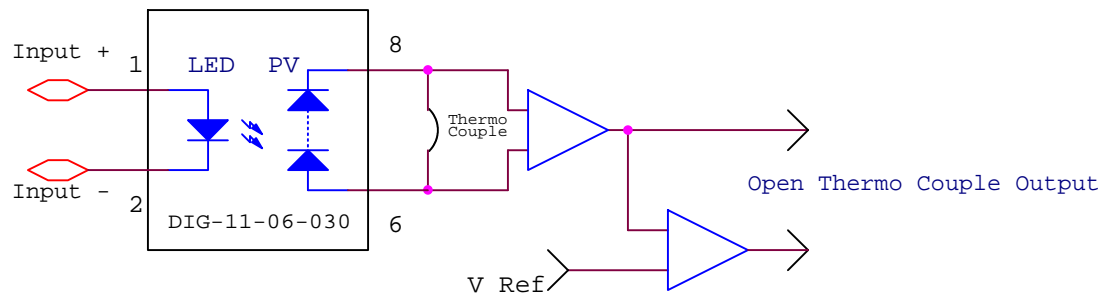 Input +
1
LED
PV
8
Thermo
Couple
Input -
2
DIG-11-06-030
6
Open Thermo Couple Output
V Ref